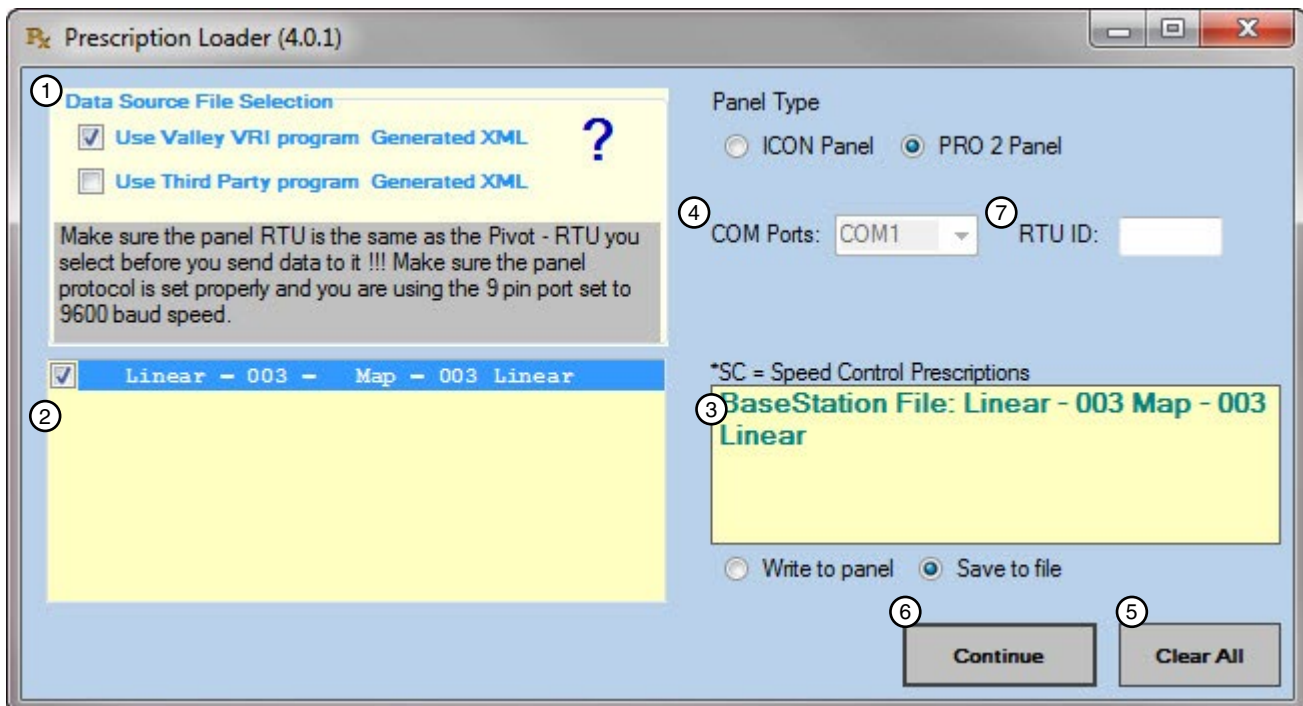 Prescription Loader (4.0.1)
1
Data Source File Selection
Use Valley VRI program Generated XML
?
Use Third Party program Generated XML
Make sure the panel RTU is the same as the Pivot - RTU you
select before you send data to it !!! Make sure the panel
protocol is set properly and you are using the 9 pin port set to
9600 baud speed.
Linear - 003 - Map - 003 Linear
2
Panel Type
ICON Panel PRO 2 Panel
4 COM Ports: COM1 7 RTU ID:
*SC = Speed Control Prescriptions
3 BaseStation File: Linear - 003 Map - 003
Linear
Write to panel Save to file
6 5
Continue Clear All